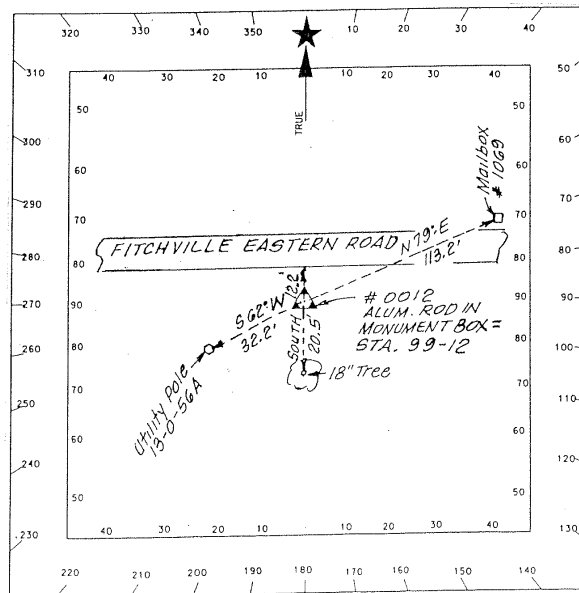 320 330 340 350 10 20 30 40
310 50
40 30 20 10 10 20 30 40
TRUE
50 50
300 60
60 60
Mailbox
# 1069
290 70
70 70
280 FITCHVILLE EASTERN ROAD N 79° E 80
113.2'
80 80
270 90 12.2' 90 90
# 0012
ALUM. ROD IN
MONUMENT BOX =
STA. 99-12
S 62° W
32.2'
SOUTH
20.5'
260 80 80 100
18" Tree
250 70 70 110
Utility Pole
13-0-56A
240 60 60 120
230 50 50 130
40 30 20 10 10 20 30 40
220 210 200 190 180 170 160 150 140